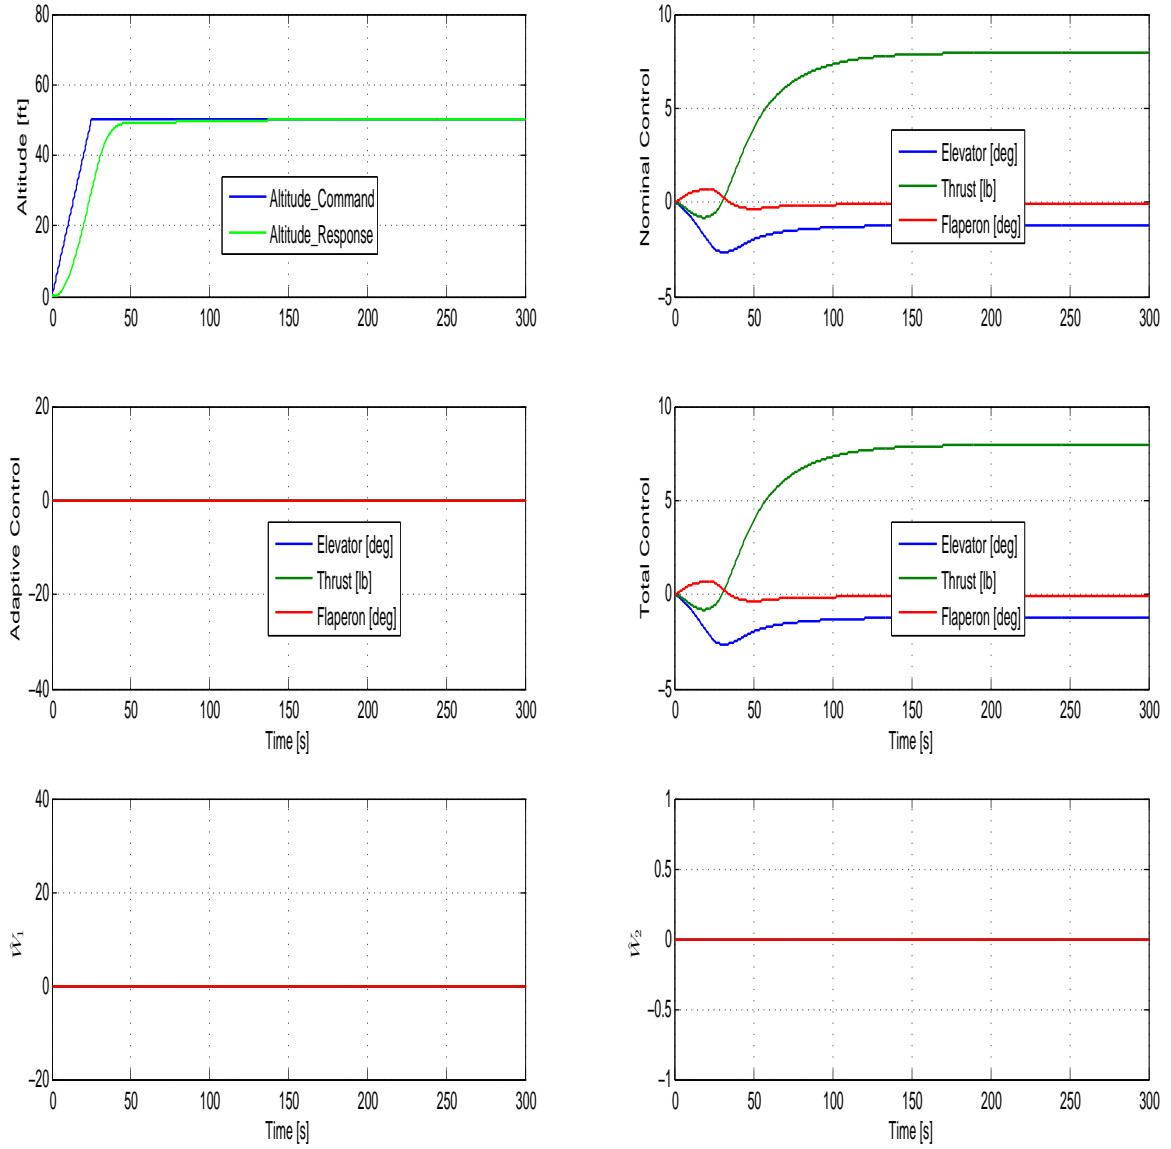 80
60
40
20
0
Altitude [ft]
Altitude_Command
Altitude_Response
0 50 100 150 200 250 300
10
5
0
−5
Nominal Control
Elevator [deg]
Thrust [lb]
Flaperon [deg]
0 50 100 150 200 250 300
20
0
−20
−40
Adaptive Control
Elevator [deg]
Thrust [lb]
Flaperon [deg]
0 50 100 150 200 250 300
Time [s]
10
5
0
−5
Total Control
Elevator [deg]
Thrust [lb]
Flaperon [deg]
0 50 100 150 200 250 300
Time [s]
40
20
0
−20
Ŵ₁
0 50 100 150 200 250 300
Time [s]
1
0.5
0
−0.5
−1
Ŵ₂
0 50 100 150 200 250 300
Time [s]